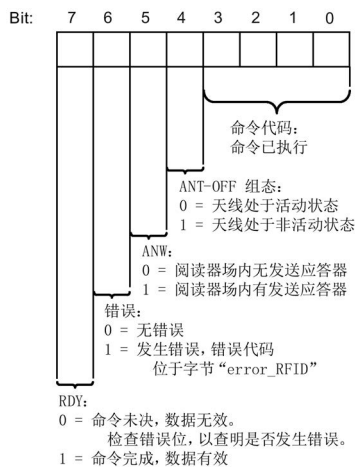 Bit: 7 6 5 4 3 2 1 0
命令代码：
命令已执行
ANT-OFF 组态：
0 = 天线处于活动状态
1 = 天线处于非活动状态
ANW：
0 = 阅读器场内无发送应答器
1 = 阅读器场内有发送应答器
错误：
0 = 无错误
1 = 发生错误，错误代码
位于字节“error_RFID”
RDY：
0 = 命令未决，数据无效。
检查错误位，以查明是否发生错误。
1 = 命令完成，数据有效